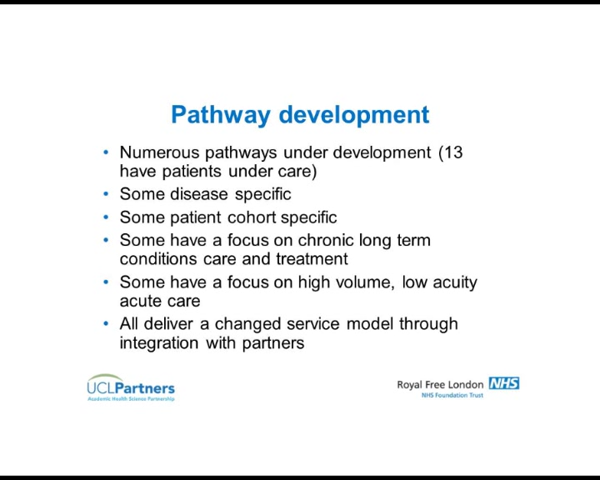 Pathway development
• Numerous pathways under development (13
have patients under care)
• Some disease specific
• Some patient cohort specific
• Some have a focus on chronic long term
conditions care and treatment
• Some have a focus on high volume, low acuity
acute care
• All deliver a changed service model through
integration with partners
UCLPartners
Academic Health Science Partnership
Royal Free London NHS
NHS Foundation Trust